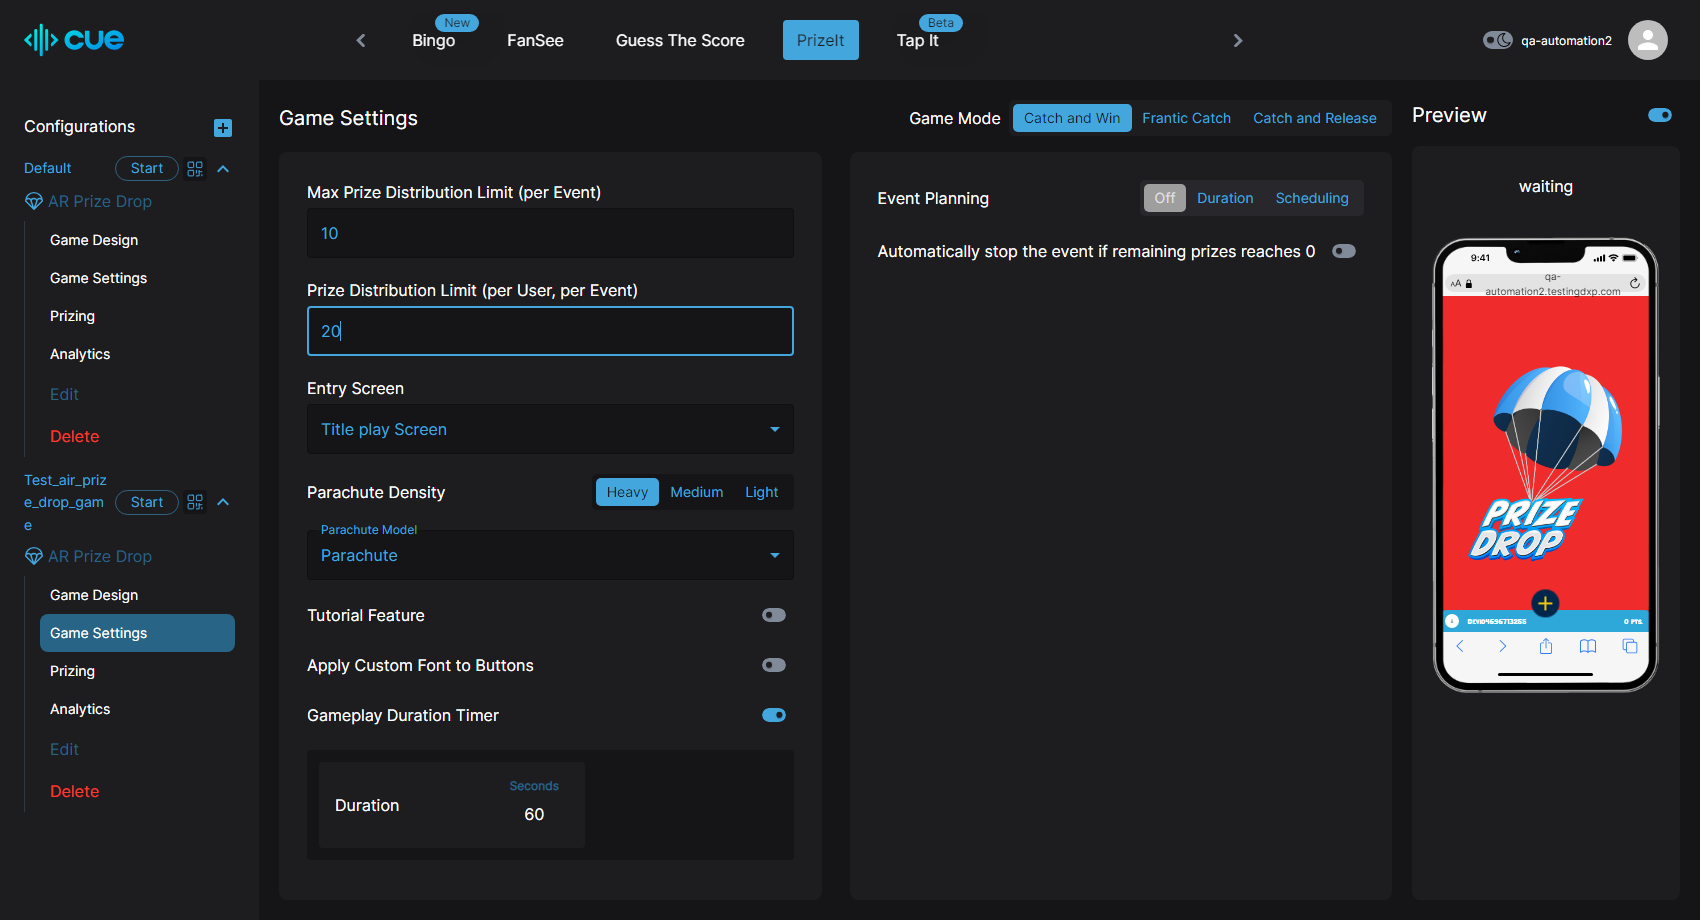 cue
New
Bingo
FanSee
Guess The Score
PrizeIt
Beta
Tap It
qa-automation2
Configurations
Default
Start
AR Prize Drop
Game Design
Game Settings
Prizing
Analytics
Edit
Delete
Test_air_priz
e_drop_gam
e
Start
AR Prize Drop
Game Design
Game Settings
Prizing
Analytics
Edit
Delete
Game Settings
Game Mode
Catch and Win
Frantic Catch
Catch and Release
Max Prize Distribution Limit (per Event)
10
Prize Distribution Limit (per User, per Event)
20
Entry Screen
Title play Screen
Parachute Density
Heavy
Medium
Light
Parachute Model
Parachute
Tutorial Feature
Apply Custom Font to Buttons
Gameplay Duration Timer
Duration
Seconds
60
Event Planning
Off
Duration
Scheduling
Automatically stop the event if remaining prizes reaches 0
Preview
waiting
9:41
AA
qa-
automation2.testingdxp.com
PRIZE
DROP
0 PTS.